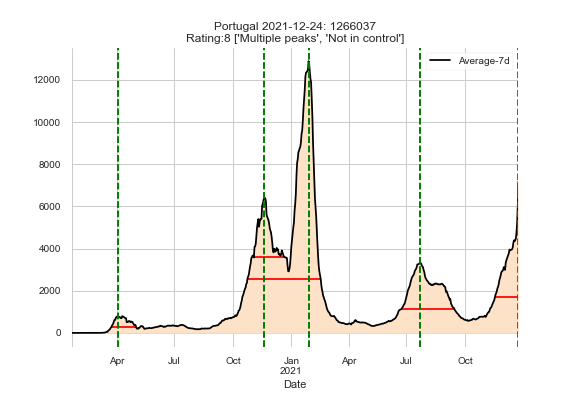 Portugal 2021-12-24: 1266037
Rating:8 ['Multiple peaks', 'Not in control']
Average-7d
12000
10000
8000
6000
4000
2000
0
Apr Jul Oct Jan Apr Jul Oct
2021
Date